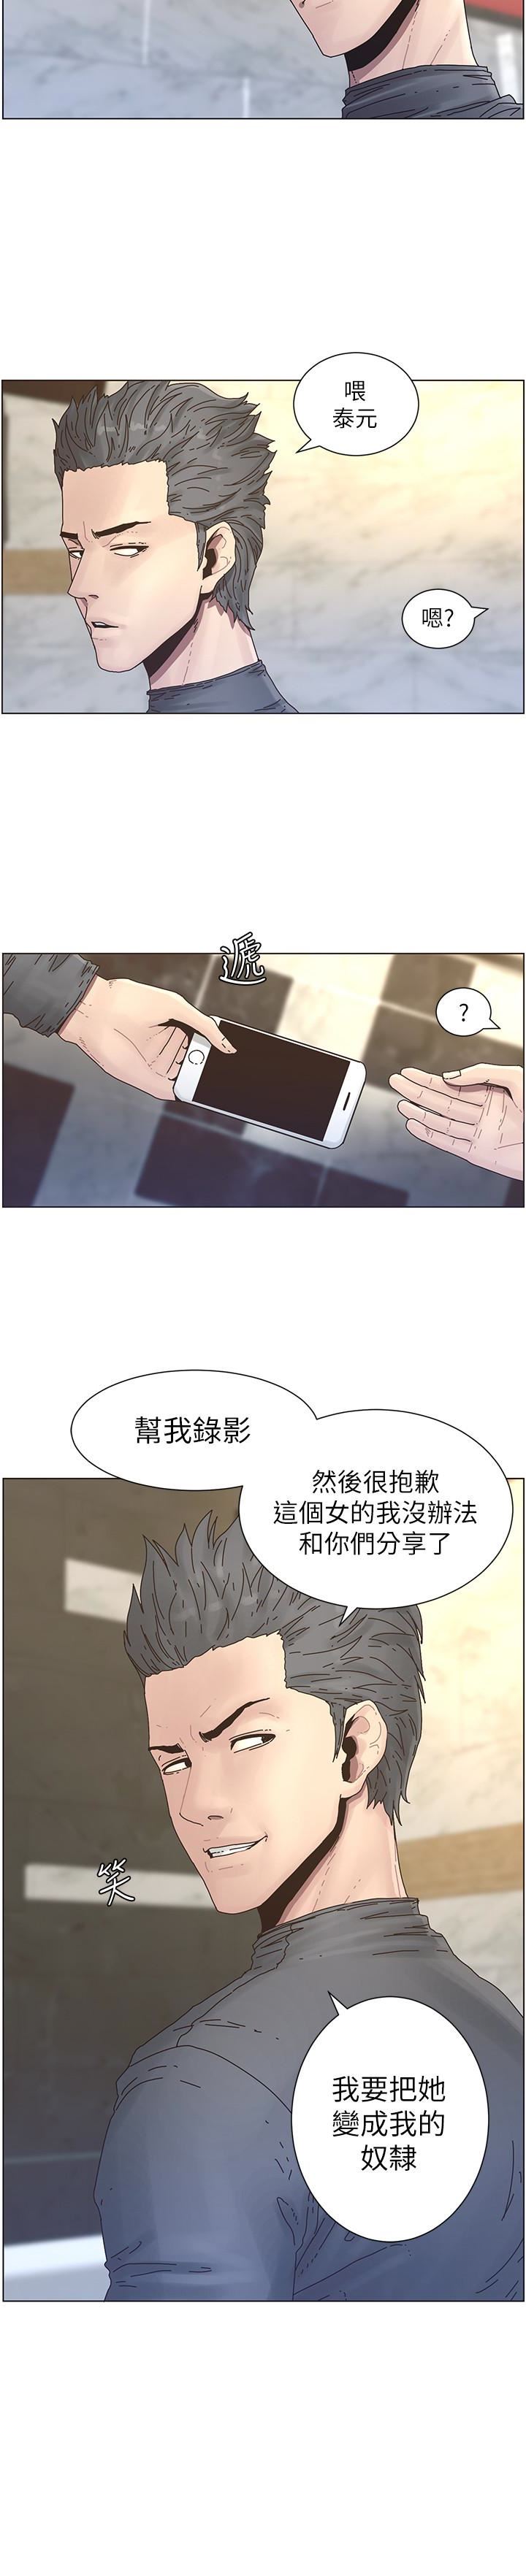 喂
泰元
嗯?
遞
?
幫我錄影
然後很抱歉
這個女的我沒辦法
和你們分享了
笑
我要把她
變成我的
奴隸